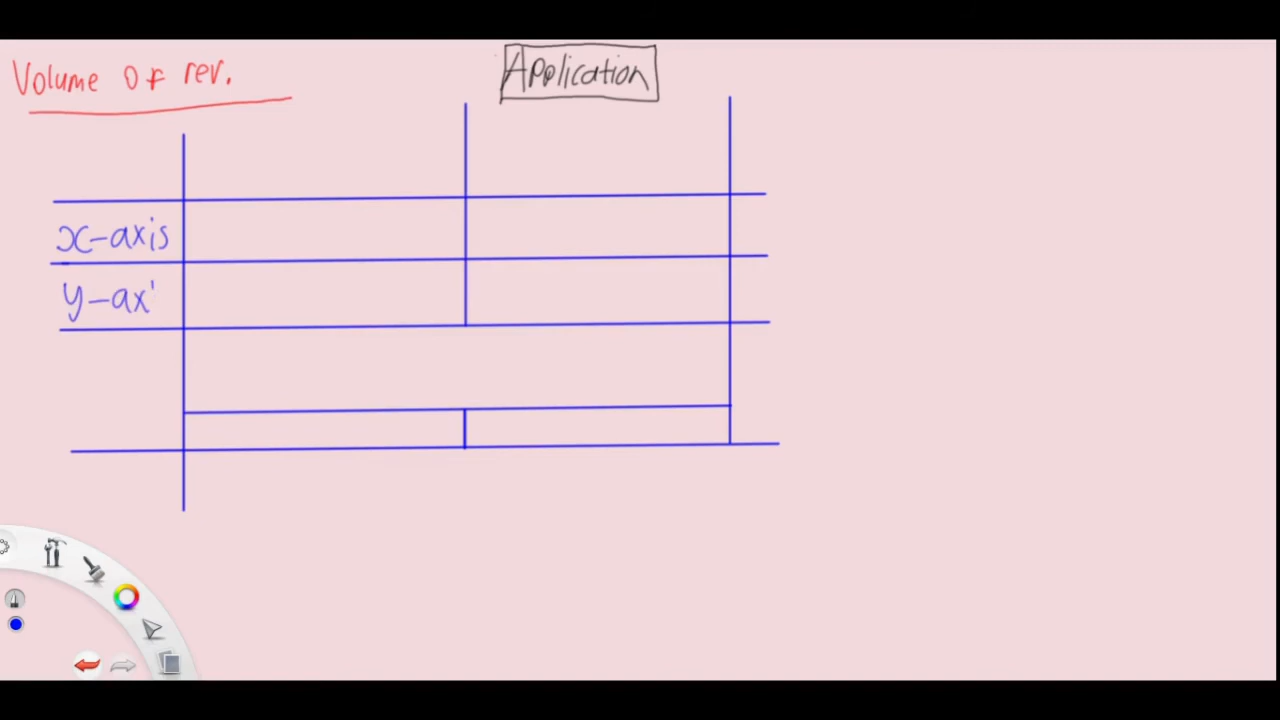 Volume of rev.
Application
x-axis
y-ax'